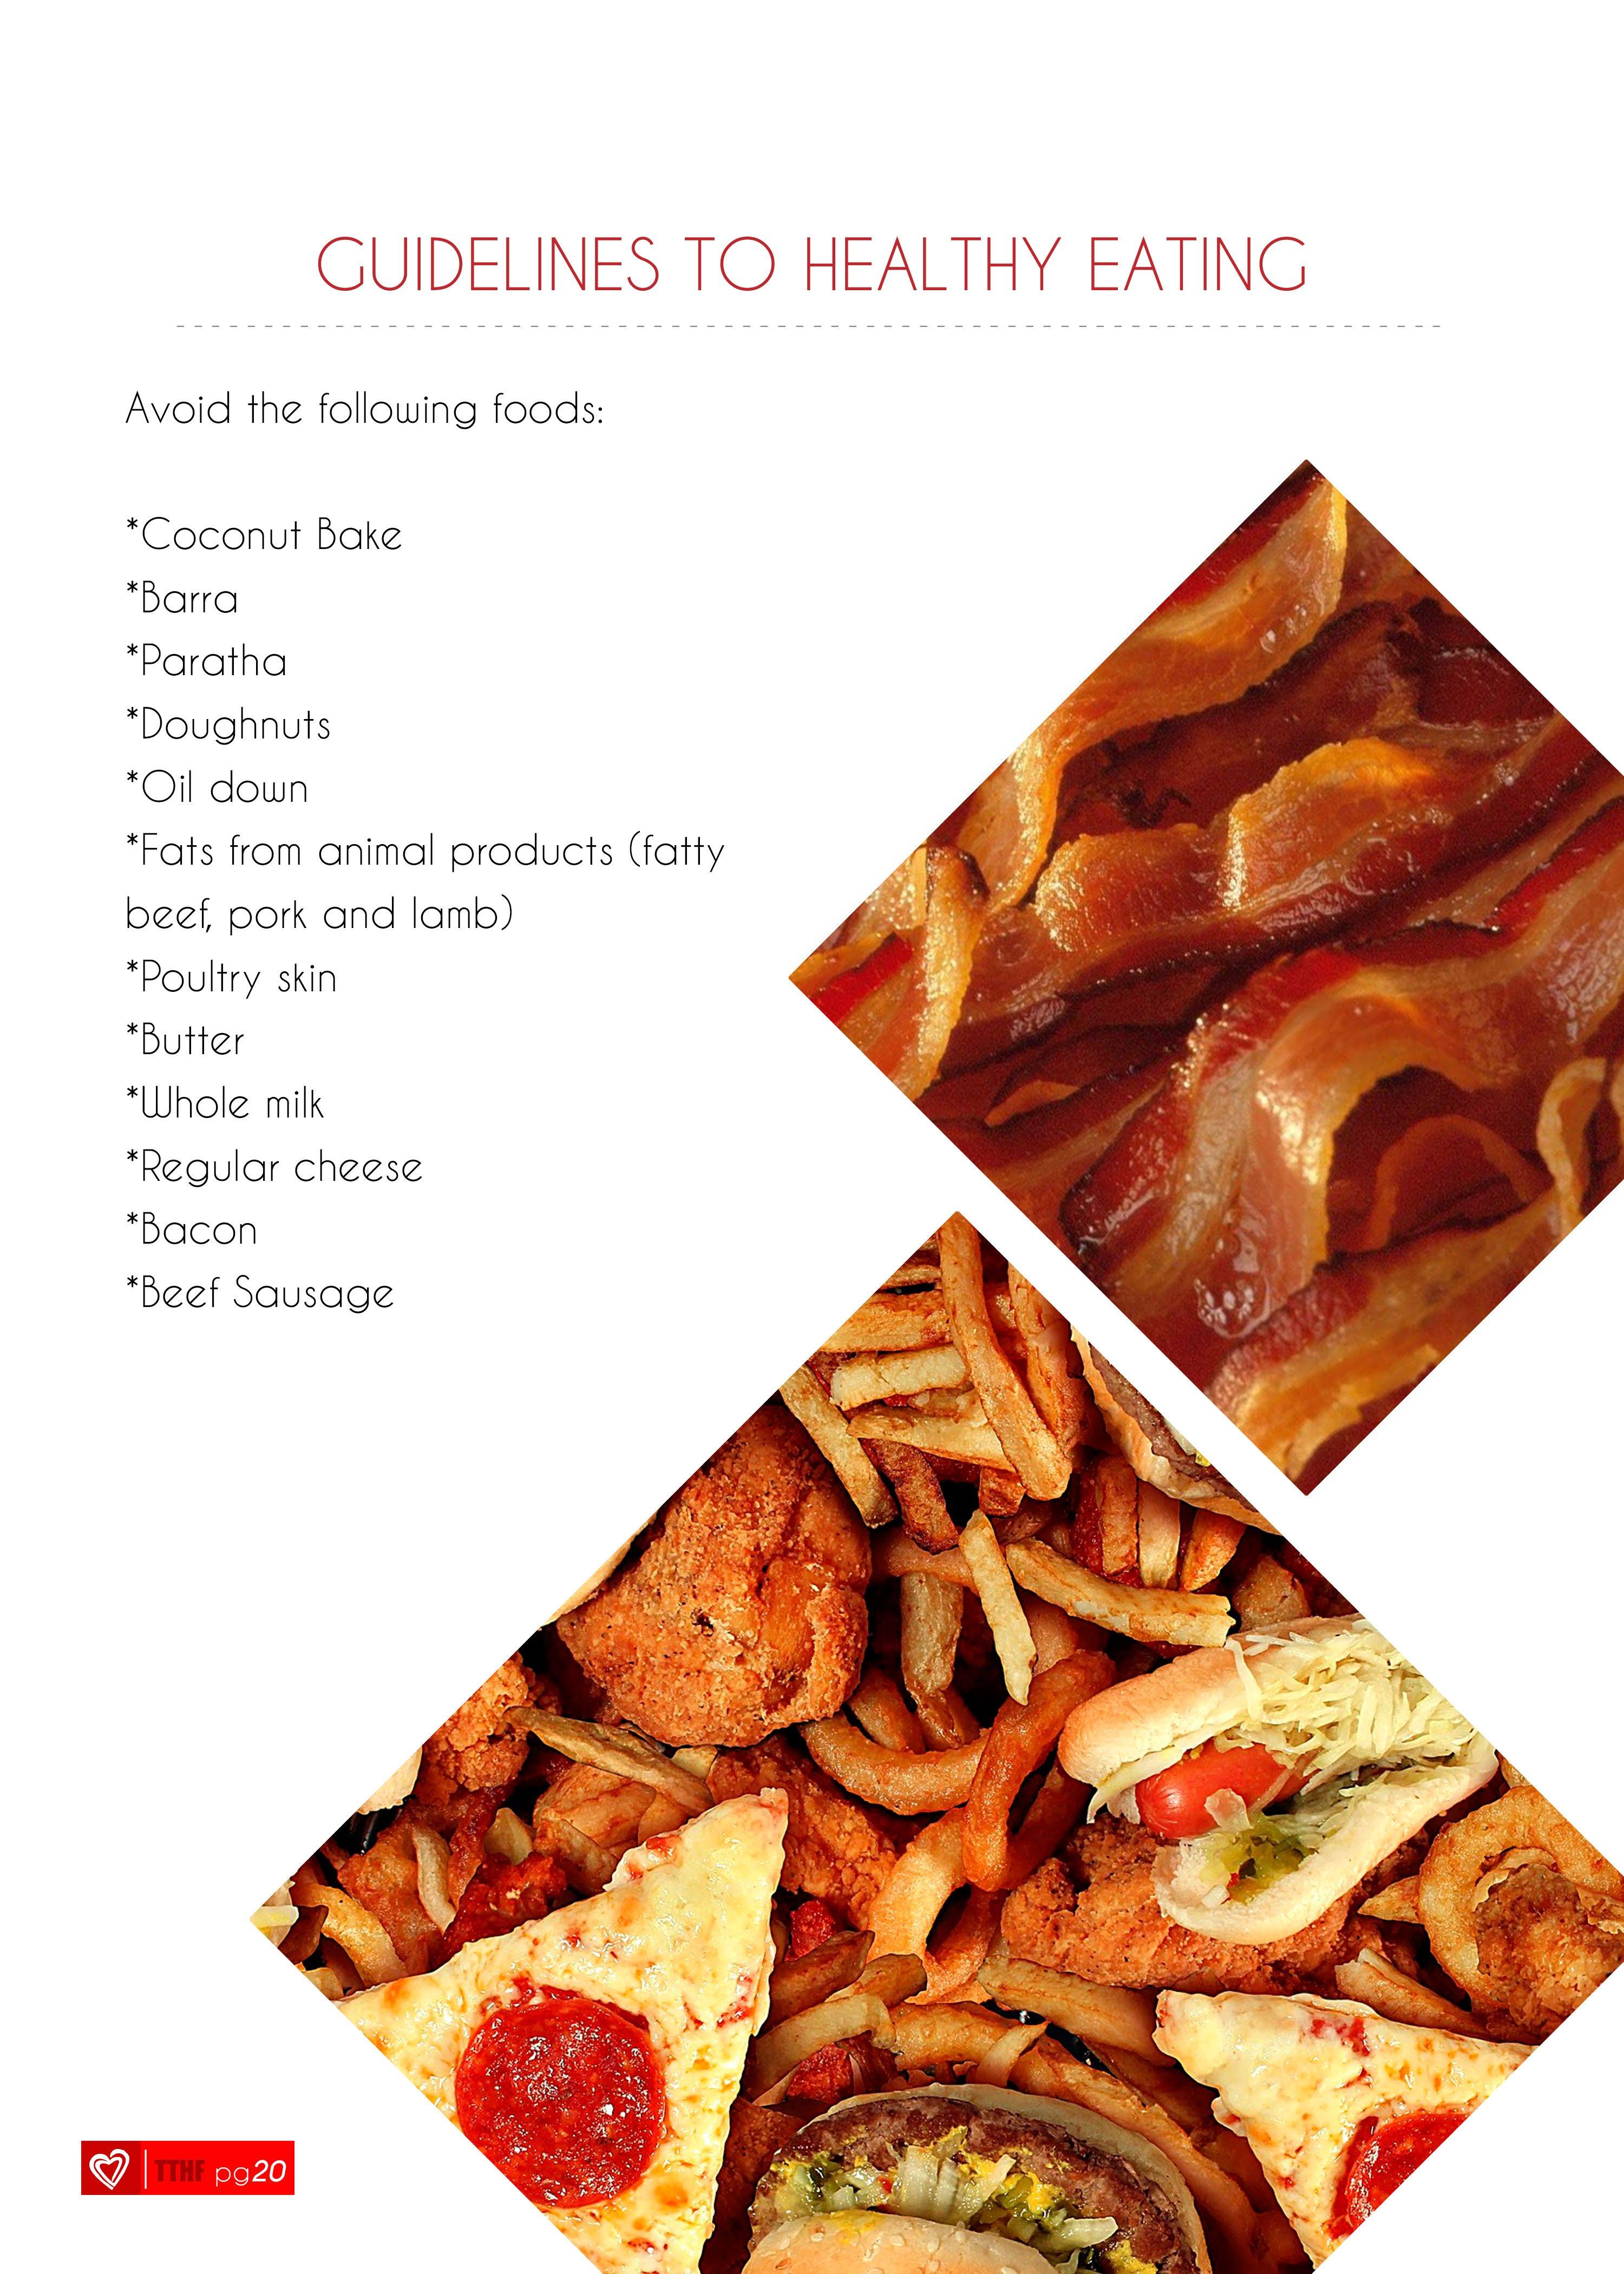 GUIDELINES TO HEALTHY EATING
Avoid the following foods:
*Coconut Bake
*Barra
*Paratha
*Doughnuts
*Oil down
*Fats from animal products (fatty
beef, pork and lamb)
*Poultry skin
*Butter
*Whole milk
*Regular cheese
*Bacon
*Beef Sausage
TTHF pg20